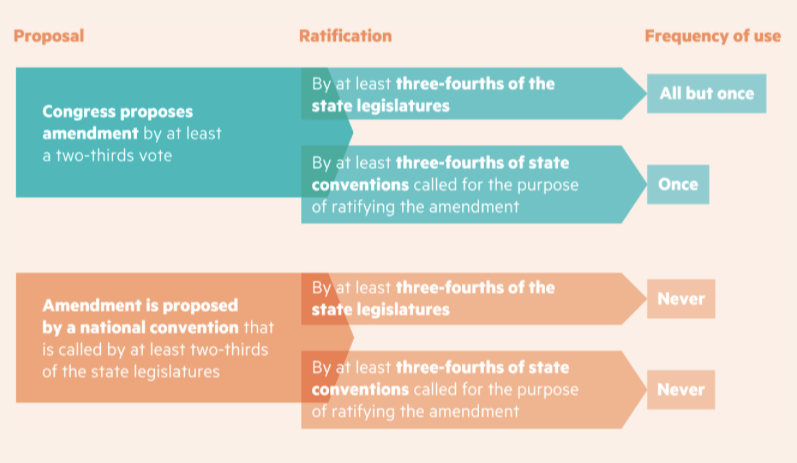 Proposal
Ratification
Frequency of use
Congress proposes
amendment by at least
a two-thirds vote
By at least three-fourths of the
state legislatures
All but once
By at least three-fourths of state
conventions called for the purpose
of ratifying the amendment
Once
Amendment is proposed
by a national convention that
is called by at least two-thirds
of the state legislatures
By at least three-fourths of the
state legislatures
Never
By at least three-fourths of state
conventions called for the purpose
of ratifying the amendment
Never